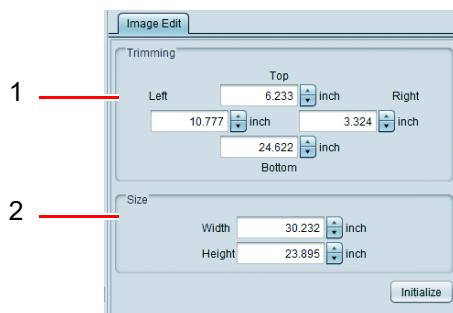 Image Edit
1
Trimming
Top
Left 6.233 inch Right
10.777 inch 3.324 inch
24.622 inch
Bottom
2
Size
Width 30.232 inch
Height 23.895 inch
Initialize